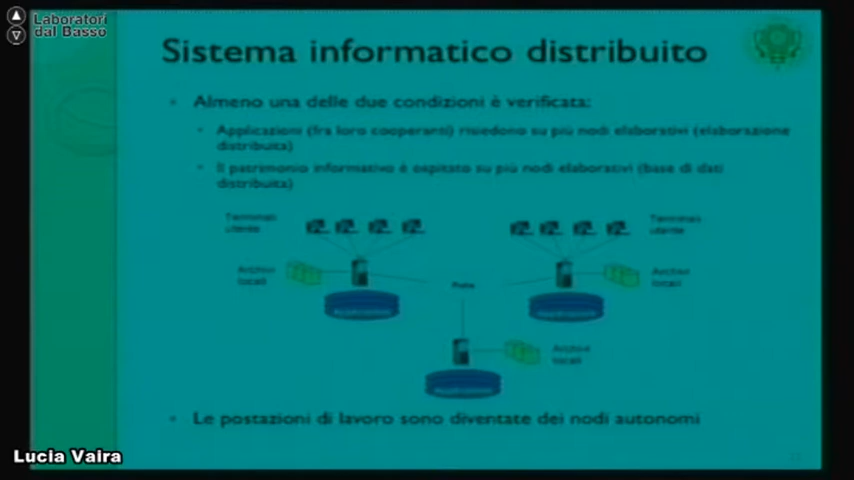 Laboratori
dal Basso
Sistema informatico distribuito
Almeno una delle due condizioni è verificata:
Applicazioni (fra loro cooperanti) risiedono su più nodi elaborativi (elaborazione
distribuita)
Il patrimonio informativo è ospitato su più nodi elaborativi (base di dati
distribuita)
Terminali
utente
Terminali
utente
Archivi
locali
Rete
Archivi
locali
Archivi
locali
Le postazioni di lavoro sono diventate dei nodi autonomi
Lucia Vaira